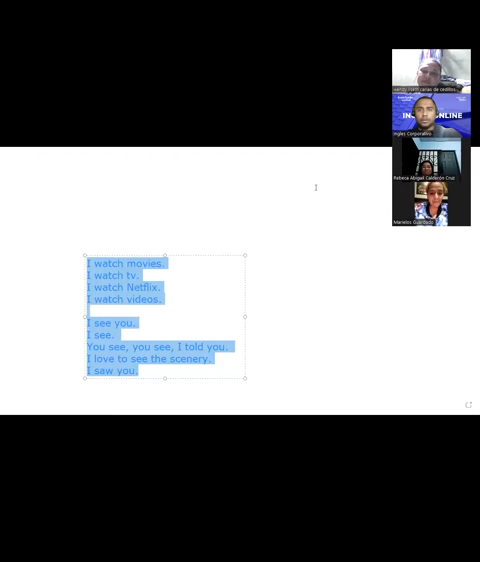 I watch movies.
I watch tv.
I watch Netflix.
I watch videos.
I see you.
I see.
You see, you see, I told you.
I love to see the scenery.
I saw you.
Ingles Corporativo
Rebeca Abigail Calderón Cruz
Marielos Guardado